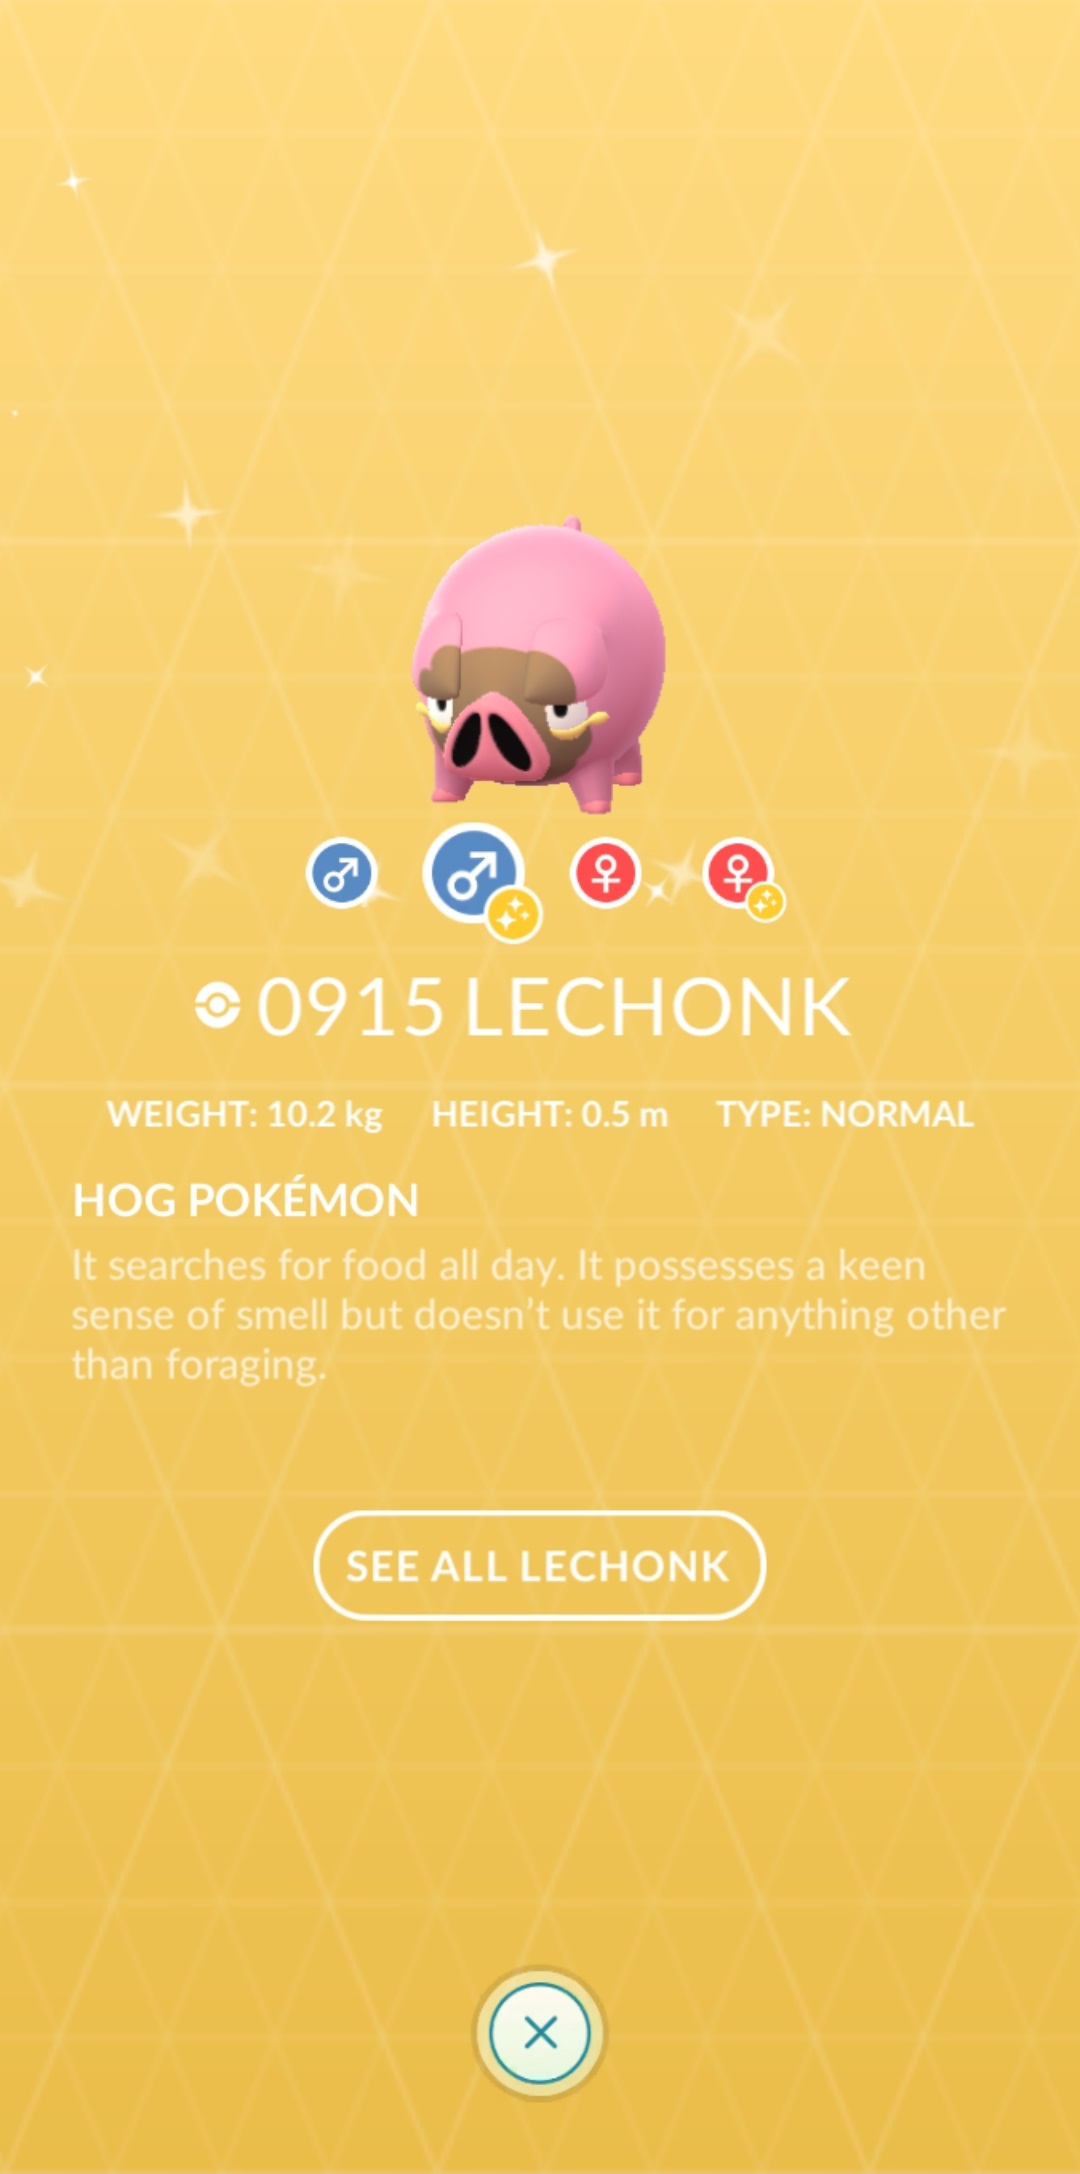 0915 LECHONK
WEIGHT: 10.2 kg HEIGHT: 0.5 m TYPE: NORMAL
HOG POKÉMON
It searches for food all day. It possesses a keen
sense of smell but doesn’t use it for anything other
than foraging.
SEE ALL LECHONK